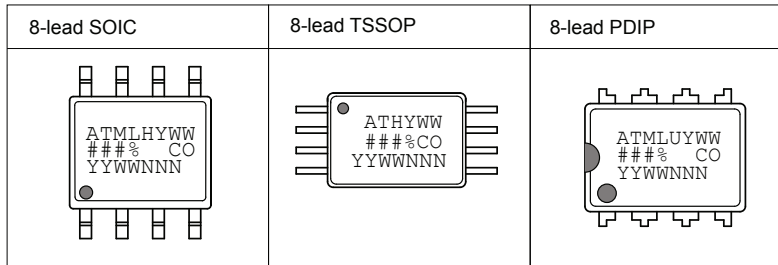 8-lead SOIC
8-lead TSSOP
8-lead PDIP
ATMLHYWW
###% CO
YYWWNNN
ATHYWW
###%CO
YYWWNNN
ATMLUYWW
###% CO
YYWWNNN